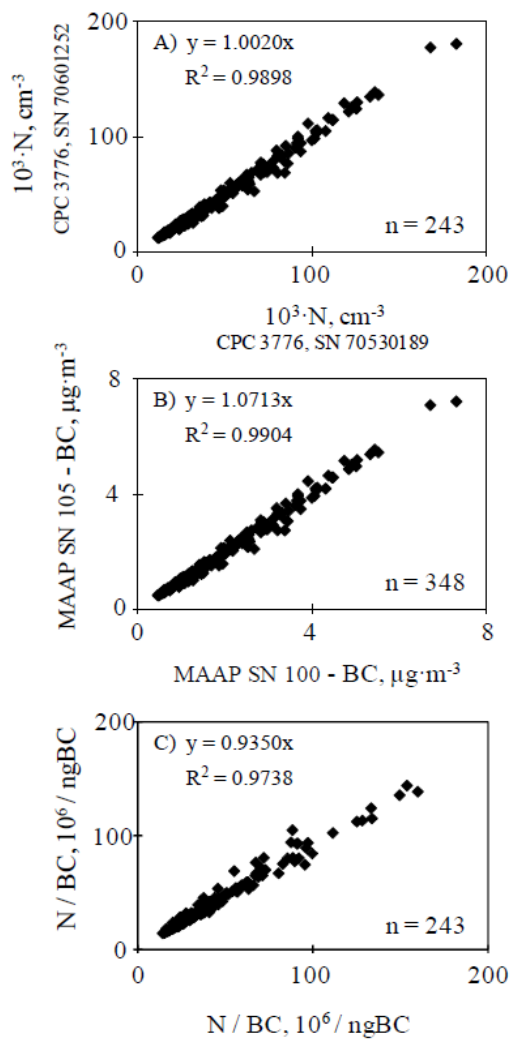 200
A) y = 1.0020x
R² = 0.9898
10³·N, cm⁻³
CPC 3776, SN 70601252
100
n = 243
0
0 100 200
10³·N, cm⁻³
CPC 3776, SN 70530189
8
B) y = 1.0713x
R² = 0.9904
MAAP SN 105 - BC, µg·m⁻³
4
n = 348
0
0 4 8
MAAP SN 100 - BC, µg·m⁻³
200
C) y = 0.9350x
R² = 0.9738
N / BC, 10⁶ / ngBC
100
n = 243
0
0 100 200
N / BC, 10⁶ / ngBC